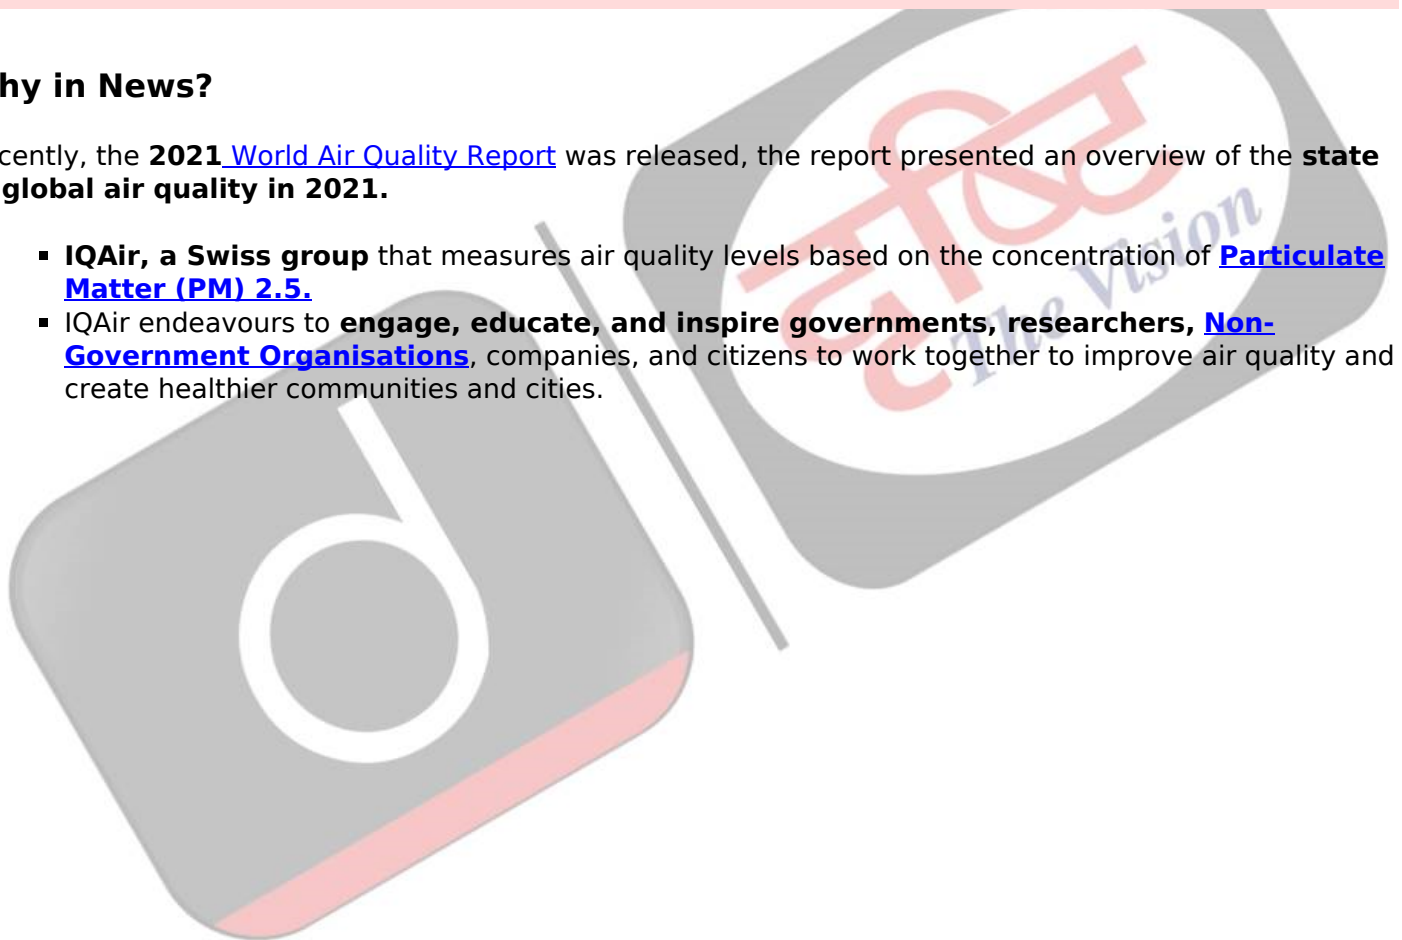 hy in News?
cently, the 2021 World Air Quality Report was released, the report presented an overview of the state
global air quality in 2021.
▪ IQAir, a Swiss group that measures air quality levels based on the concentration of Particulate
Matter (PM) 2.5.
▪ IQAir endeavours to engage, educate, and inspire governments, researchers, Non-
Government Organisations, companies, and citizens to work together to improve air quality and
create healthier communities and cities.
दृष्टि
The Vision
d